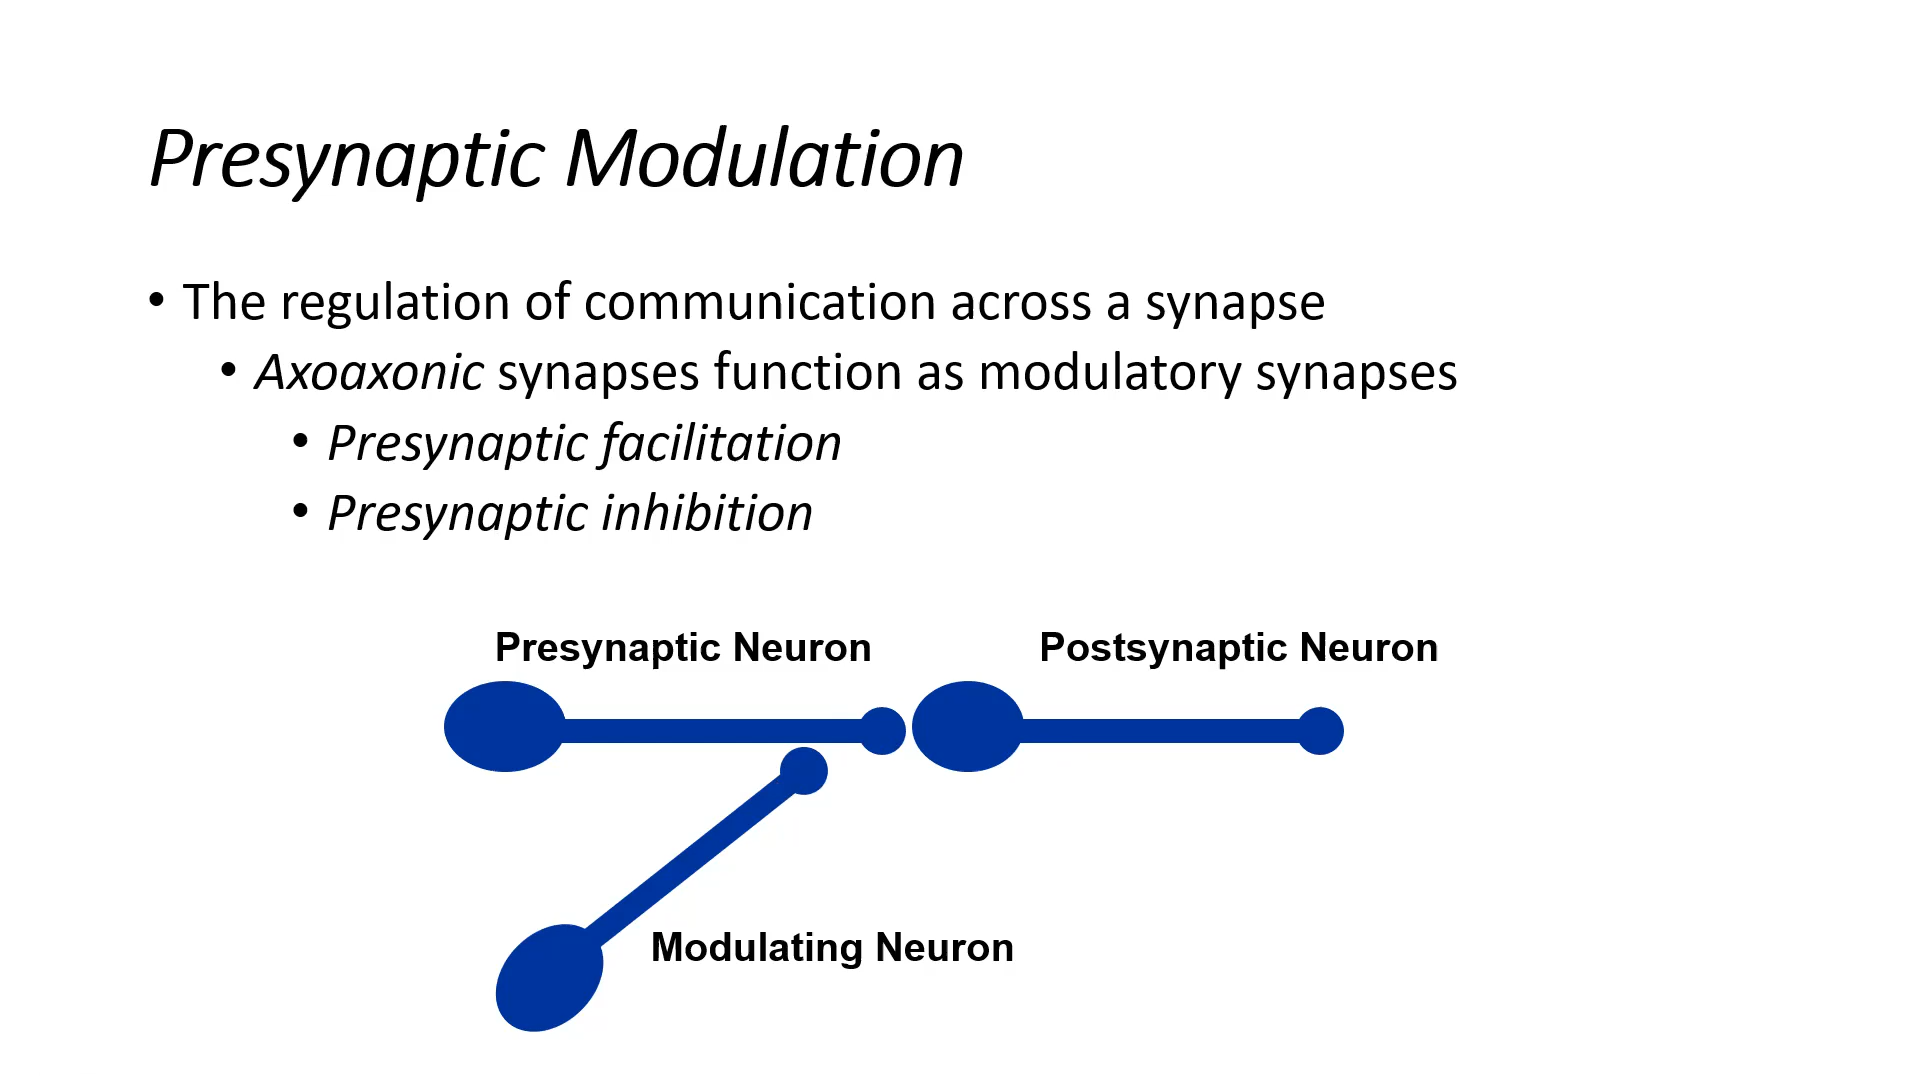 Presynaptic Modulation
• The regulation of communication across a synapse
• Axoaxonic synapses function as modulatory synapses
• Presynaptic facilitation
• Presynaptic inhibition
Presynaptic Neuron
Postsynaptic Neuron
Modulating Neuron